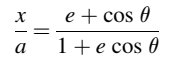 x/a = (e + cos θ)/(1 + e cos θ)